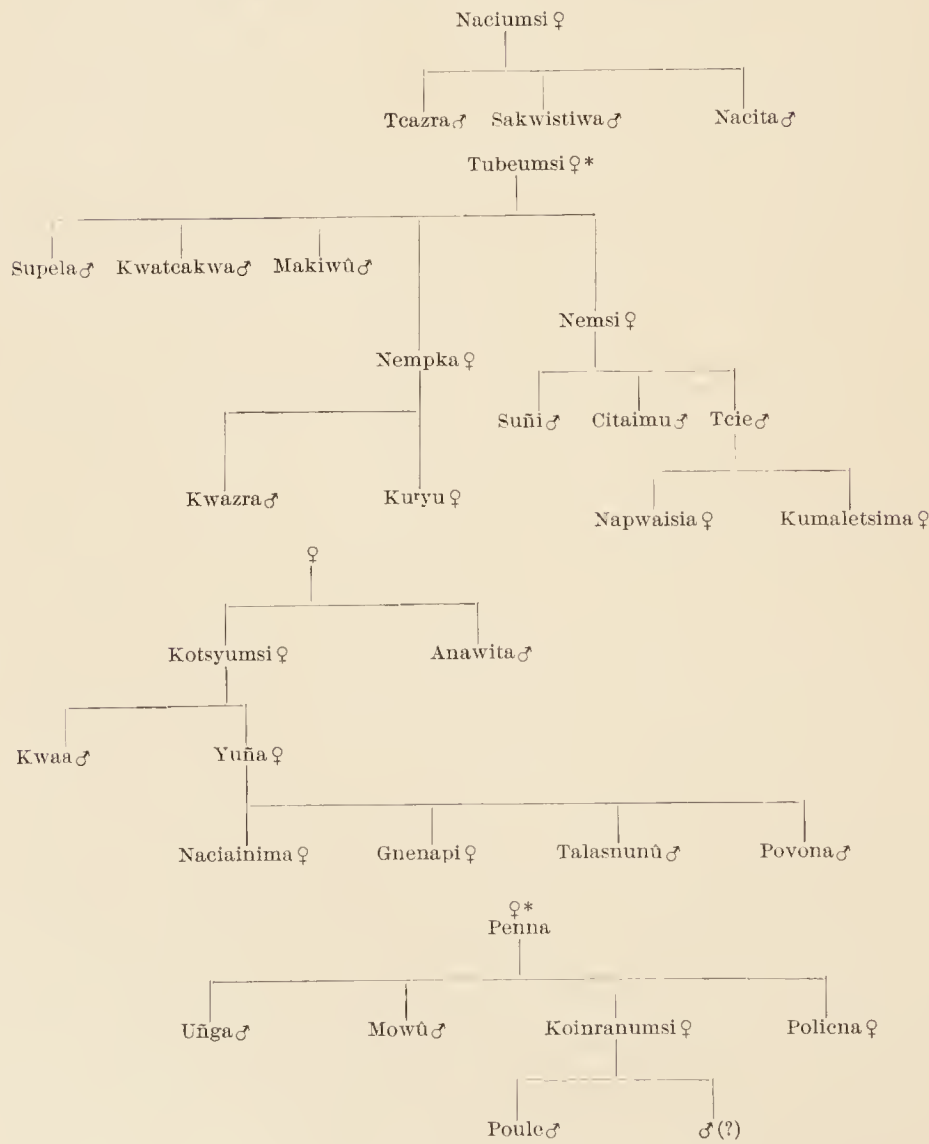 Naciumsi ♀
Tcazra ♂ Sakwistiwa ♂ Nacita ♂
Tubeumsi ♀*
Supela ♂ Kwatcakwa ♂ Makiwû ♂
Nemsi ♀
Nempka ♀
Suñi ♂ Citaimu ♂ Tcie ♂
Kwazra ♂ Kuryu ♀
Napwaisia ♀ Kumaletsima ♀
♀
Kotsyumsi ♀ Anawita ♂
Kwaa ♂ Yuña ♀
Naciainima ♀ Gnenapi ♀ Talasnunû ♂ Povona ♂
♀*
Penna
Uñga ♂ Mowû ♂ Koinranumsi ♀ Policna ♀
Poule ♂ ♂ (?)